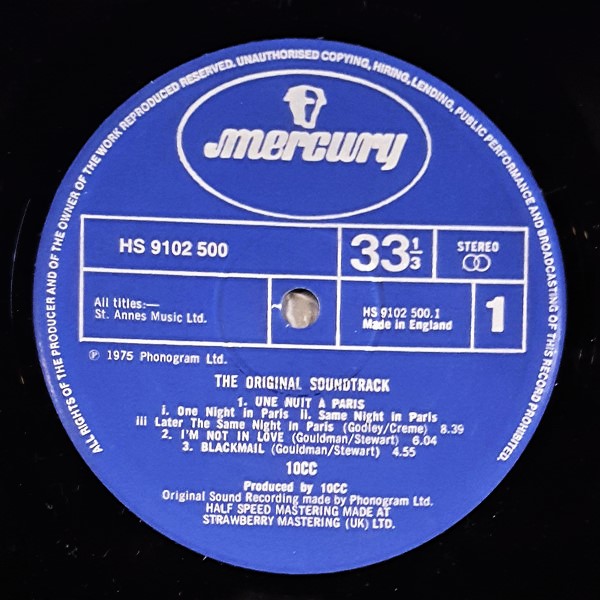 ALL RIGHTS OF THE PRODUCER AND OF THE OWNER OF THE WORK REPRODUCED RESERVED. UNAUTHORISED COPYING, HIRING, LENDING, PUBLIC PERFORMANCE AND BROADCASTING OF THIS RECORD PROHIBITED.
mercury
HS 9102 500
33 1/3
STEREO
All titles:—
St. Annes Music Ltd.
HS 9102 500.1
Made in England
1
℗ 1975 Phonogram Ltd.
THE ORIGINAL SOUNDTRACK
1. UNE NUIT A PARIS
i. One Night in Paris ii. Same Night in Paris
iii Later The Same Night in Paris (Godley/Creme) 8.39
2. I'M NOT IN LOVE (Gouldman/Stewart) 6.04
3. BLACKMAIL (Gouldman/Stewart) 4.55
10CC
Produced by 10CC
Original Sound Recording made by Phonogram Ltd.
HALF SPEED MASTERING MADE AT
STRAWBERRY MASTERING (UK) LTD.